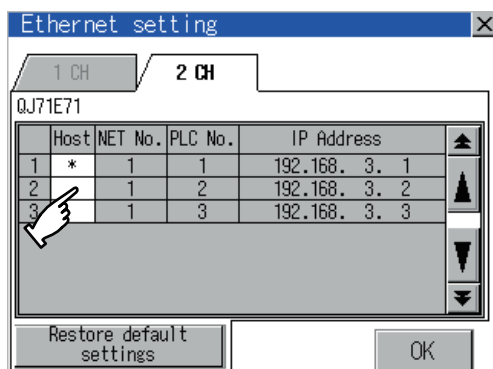 Ethernet setting
1 CH
2 CH
QJ71E71
Host NET No. PLC No. IP Address
1 * 1 1 192.168. 3. 1
2 1 2 192.168. 3. 2
3 1 3 192.168. 3. 3
Restore default
settings
OK